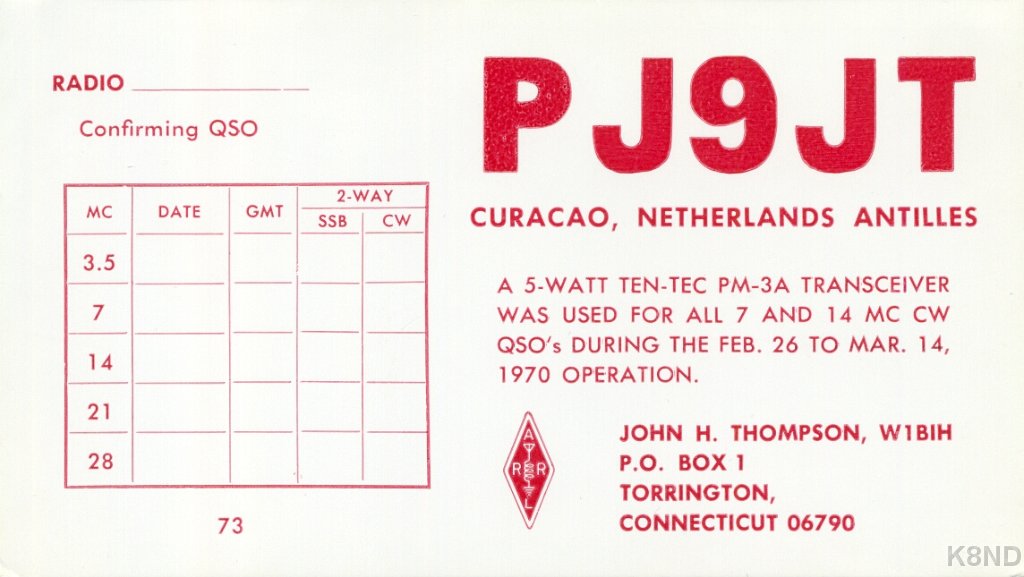 RADIO
Confirming QSO
MC DATE GMT 2-WAY
SSB CW
3.5
7
14
21
28
73
PJ9JT
CURACAO, NETHERLANDS ANTILLES
A 5-WATT TEN-TEC PM-3A TRANSCEIVER
WAS USED FOR ALL 7 AND 14 MC CW
QSO's DURING THE FEB. 26 TO MAR. 14,
1970 OPERATION.
A
R R
L
JOHN H. THOMPSON, W1BIH
P.O. BOX 1
TORRINGTON,
CONNECTICUT 06790
K8ND